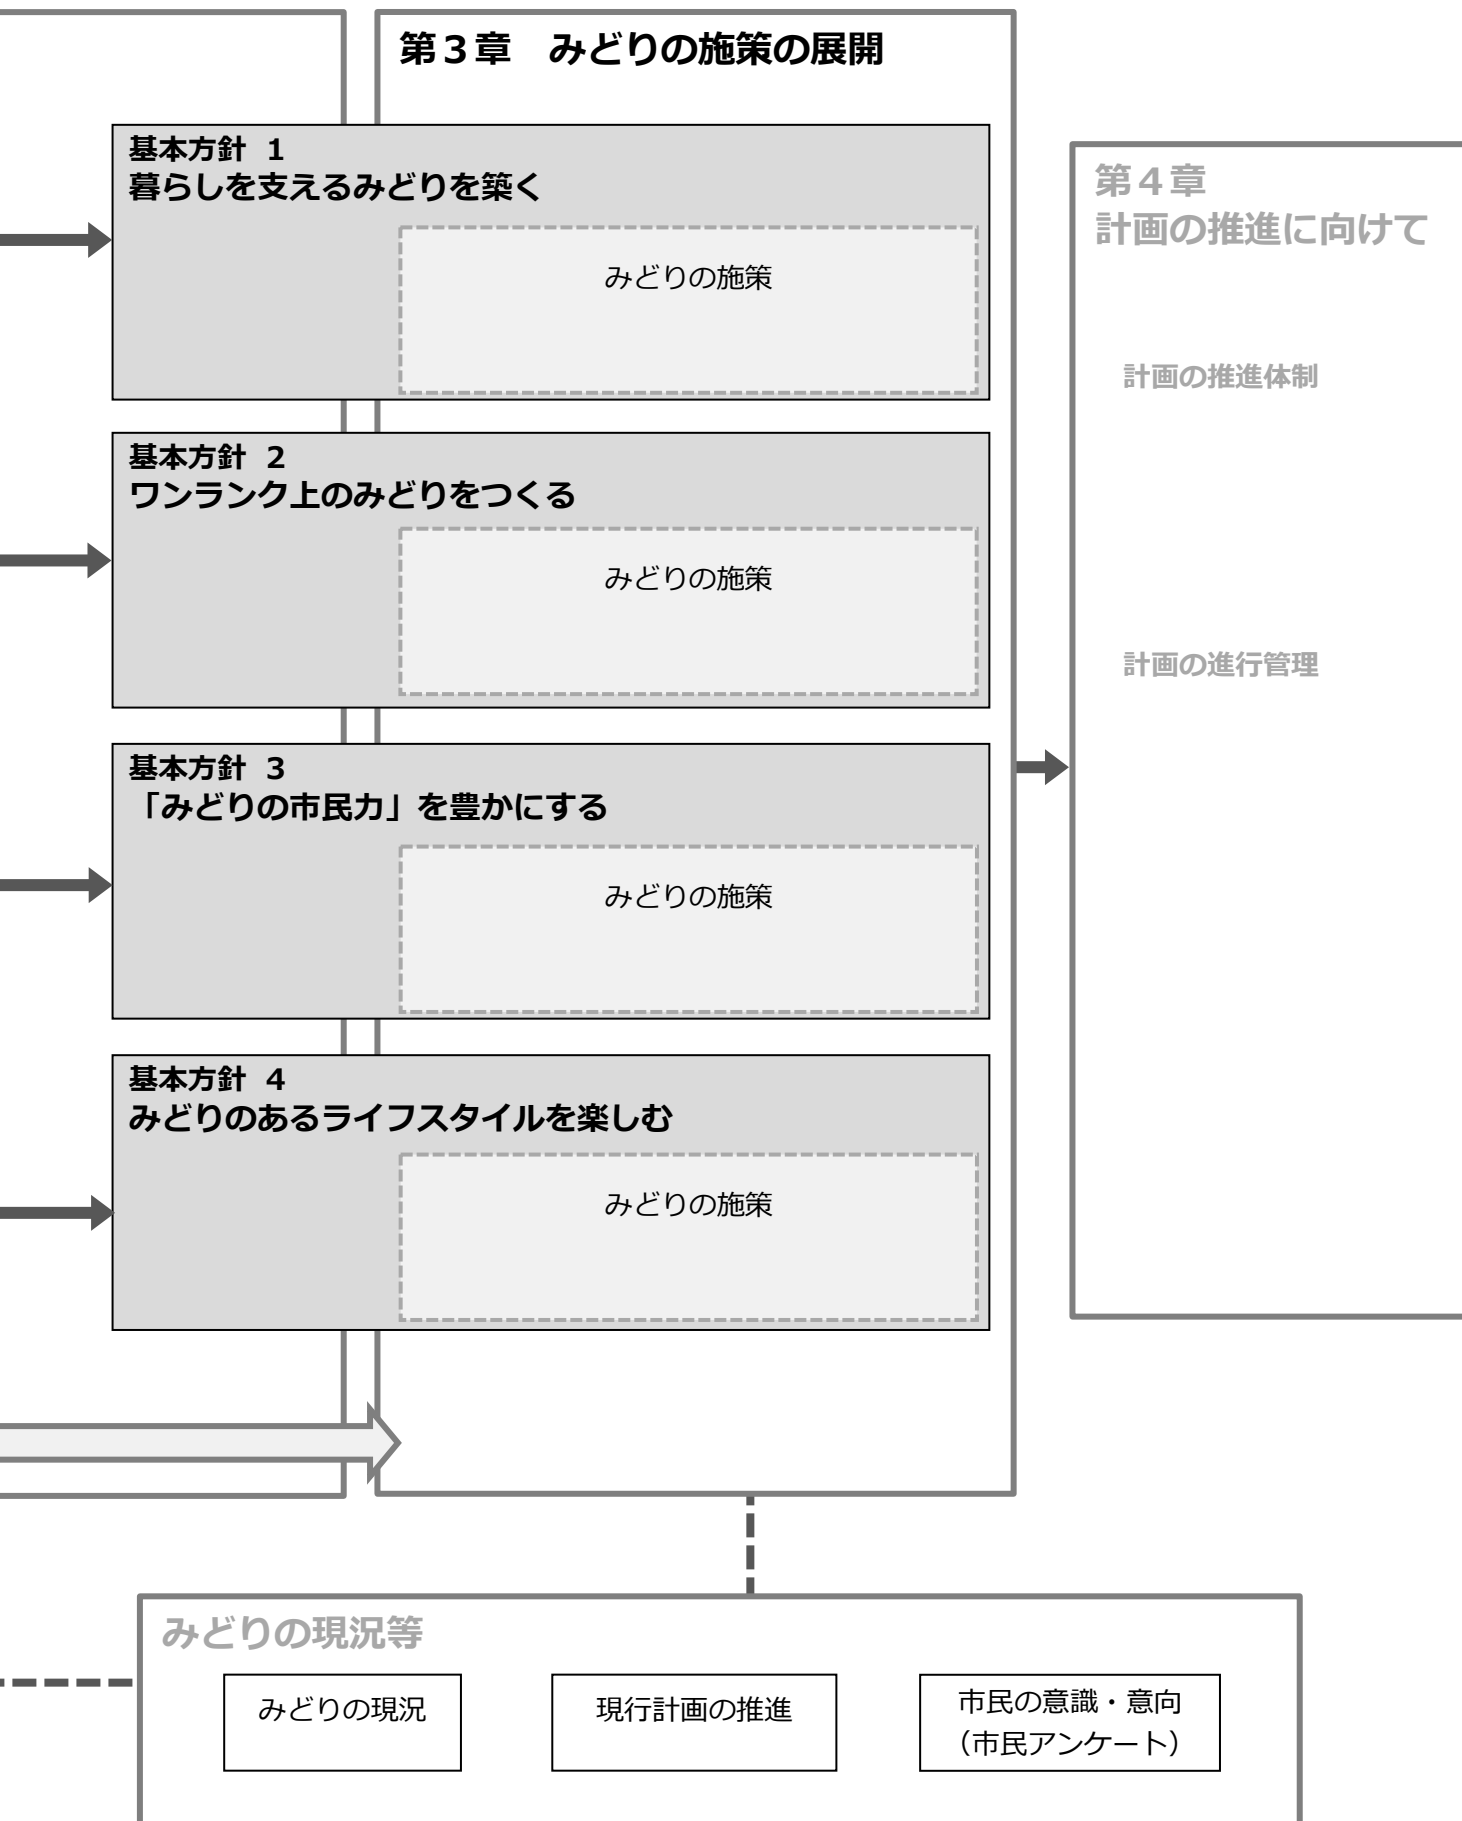 第３章　みどりの施策の展開
基本方針 1
暮らしを支えるみどりを築く
みどりの施策
基本方針 2
ワンランク上のみどりをつくる
みどりの施策
基本方針 3
「みどりの市民力」を豊かにする
みどりの施策
基本方針 4
みどりのあるライフスタイルを楽しむ
みどりの施策
第４章
計画の推進に向けて
計画の推進体制
計画の進行管理
みどりの現況等
みどりの現況
現行計画の推進
市民の意識・意向
（市民アンケート）